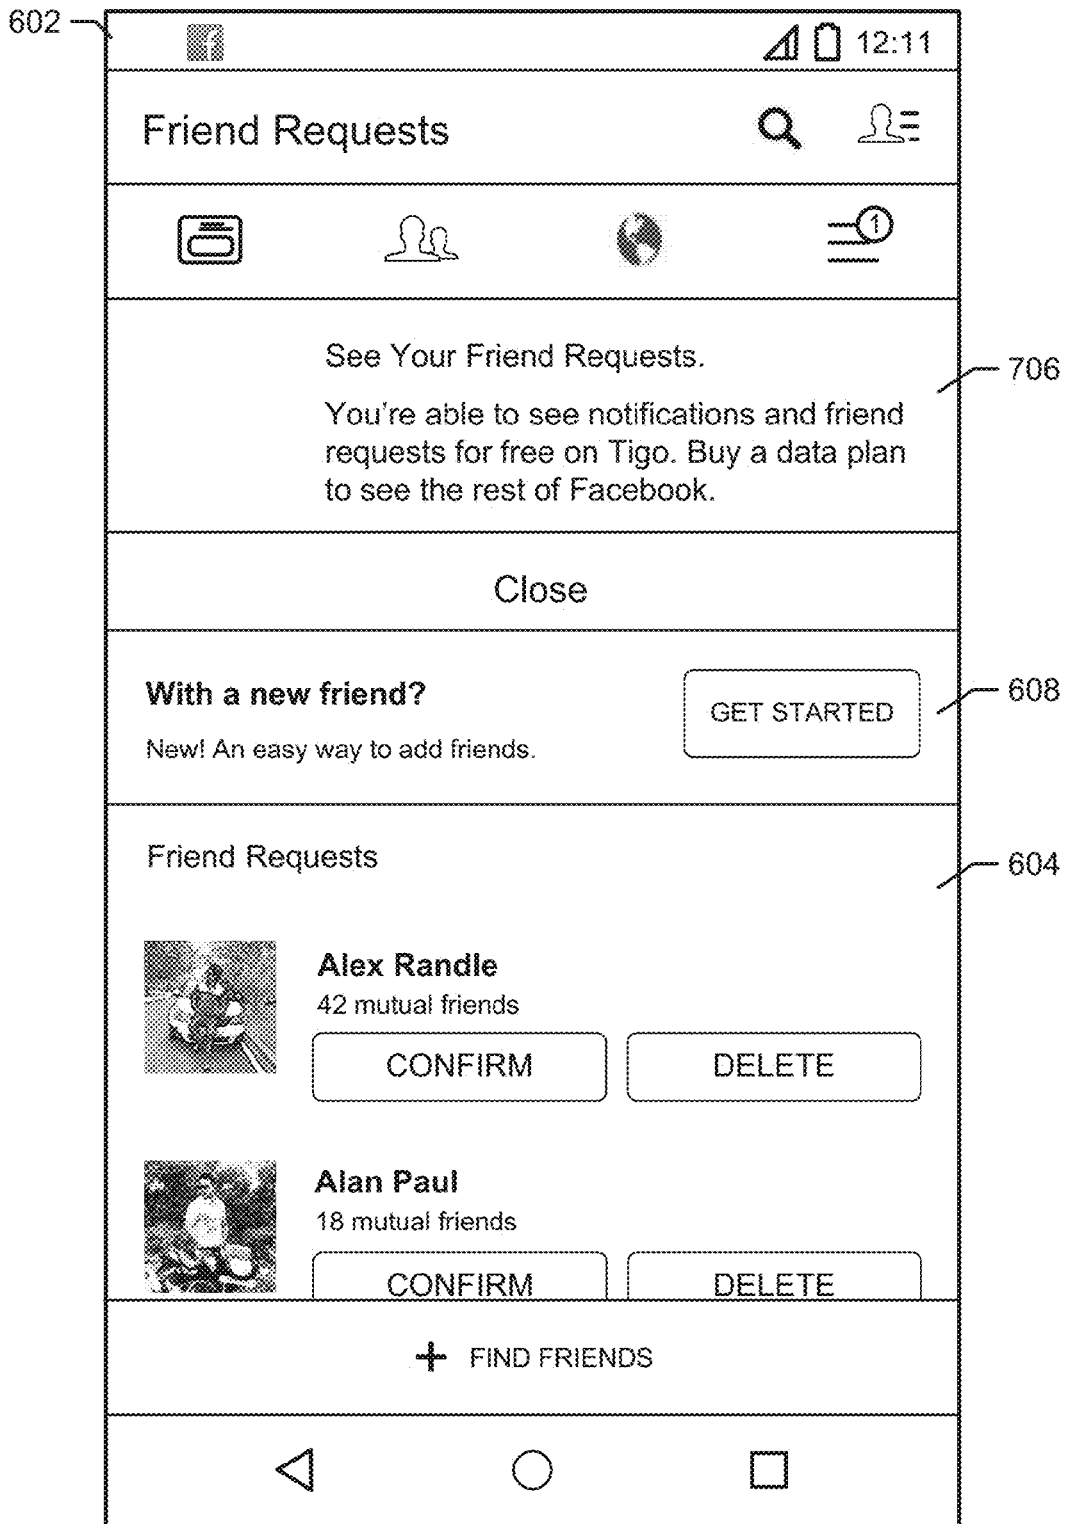 602
f
12:11
Friend Requests
1
See Your Friend Requests.
706
You're able to see notifications and friend
requests for free on Tigo. Buy a data plan
to see the rest of Facebook.
Close
With a new friend?
GET STARTED
608
New! An easy way to add friends.
Friend Requests
604
Alex Randle
42 mutual friends
CONFIRM DELETE
Alan Paul
18 mutual friends
CONFIRM DELETE
+ FIND FRIENDS